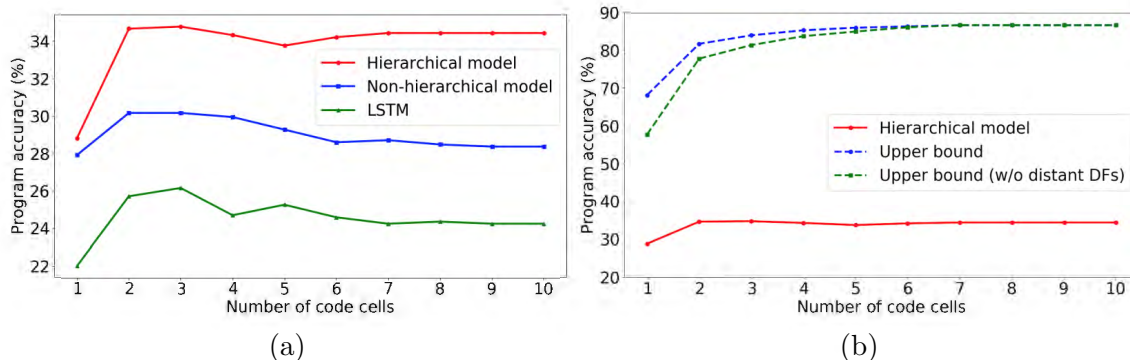 34
32
30
28
26
24
22
Program accuracy (%)
Hierarchical model
Non-hierarchical model
LSTM
1 2 3 4 5 6 7 8 9 10
Number of code cells
(a)
90
80
70
60
50
40
30
20
Program accuracy (%)
Hierarchical model
Upper bound
Upper bound (w/o distant DFs)
1 2 3 4 5 6 7 8 9 10
Number of code cells
(b)